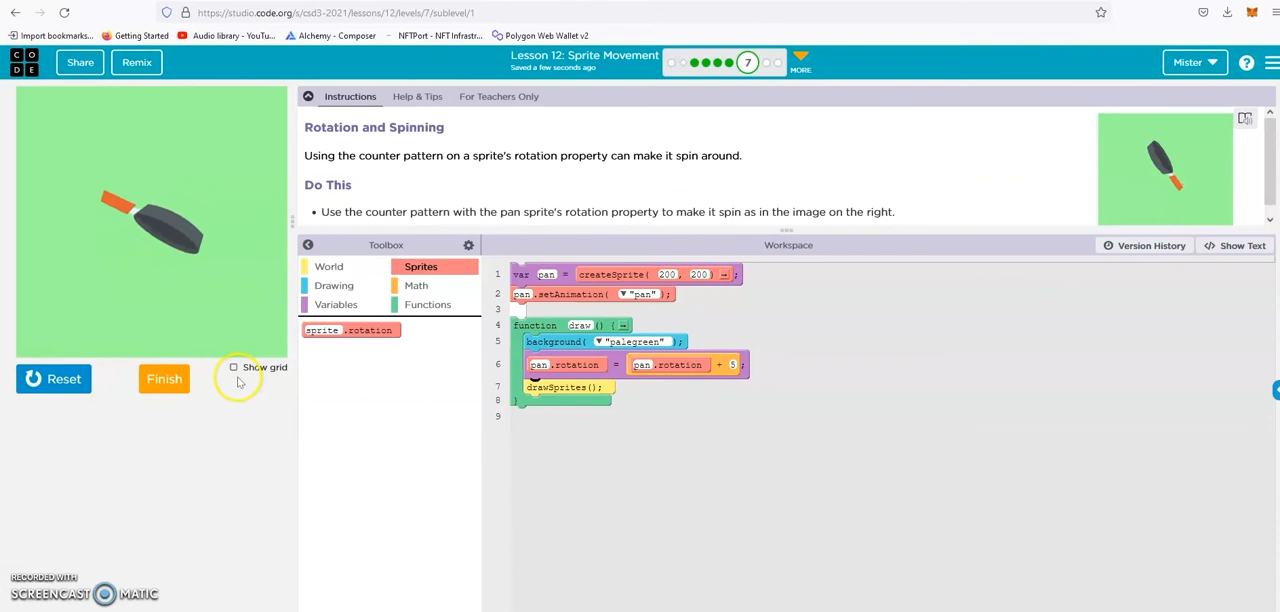 https://studio.code.org/s/csd3-2021/lessons/12/levels/7/sublevel/1
Import bookmarks...
Getting Started
Audio library - YouTu...
Alchemy - Composer
NFTPort - NFT Infrastr...
Polygon Web Wallet v2
C O
D E
Share
Remix
Lesson 12: Sprite Movement
Saved a few seconds ago
7
MORE
Mister
?
Instructions
Help & Tips
For Teachers Only
Rotation and Spinning
Using the counter pattern on a sprite's rotation property can make it spin around.
Do This
• Use the counter pattern with the pan sprite's rotation property to make it spin as in the image on the right.
Toolbox
Workspace
Version History
</> Show Text
World
Sprites
Drawing
Math
Variables
Functions
sprite.rotation
1 var pan = createSprite( 200, 200) → ;
2 pan.setAnimation( ▼"pan");
3
4 function draw() { →
5 background( ▼"palegreen" );
6 pan.rotation = pan.rotation + 5;
7 drawSprites();
8 }
9
Show grid
Reset
Finish
RECORDED WITH
SCREENCAST MATIC